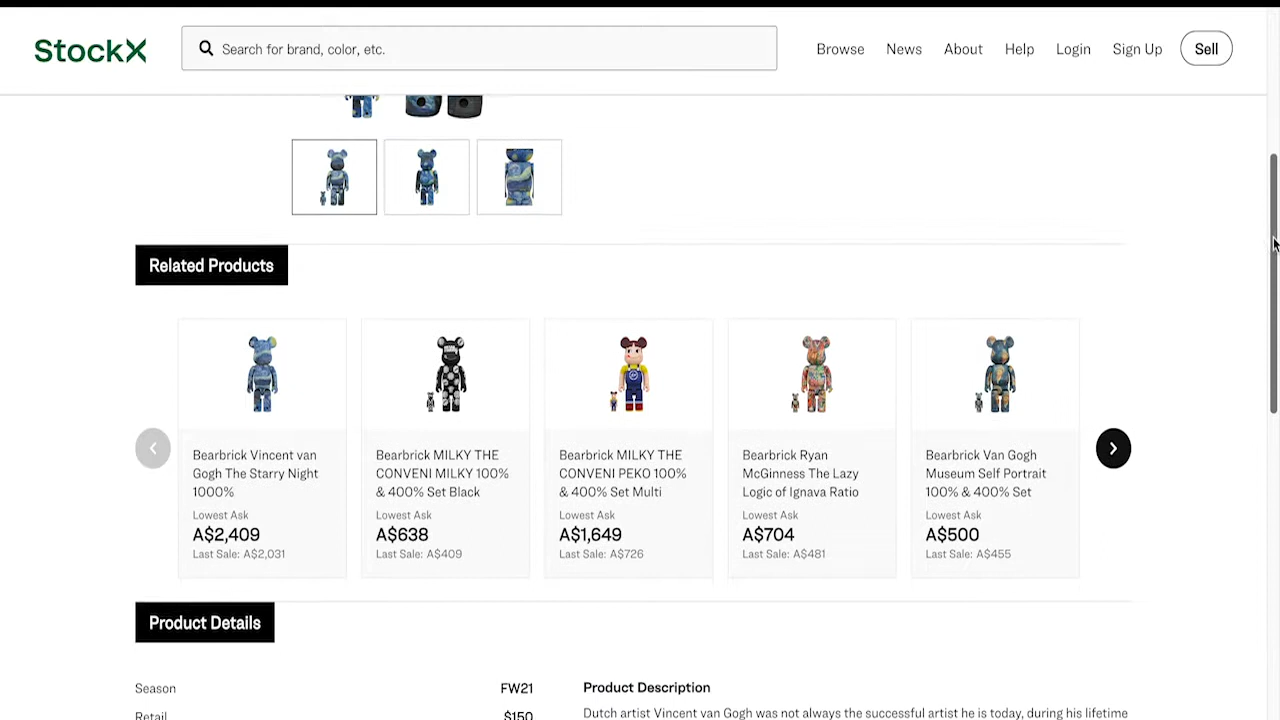 StockX
Search for brand, color, etc.
Browse News About Help Login Sign Up Sell
Related Products
Bearbrick Vincent van
Gogh The Starry Night
1000%
Lowest Ask
A$2,409
Last Sale: A$2,031
Bearbrick MILKY THE
CONVENI MILKY 100%
& 400% Set Black
Lowest Ask
A$638
Last Sale: A$409
Bearbrick MILKY THE
CONVENI PEKO 100%
& 400% Set Multi
Lowest Ask
A$1,649
Last Sale: A$726
Bearbrick Ryan
McGinness The Lazy
Logic of Ignava Ratio
Lowest Ask
A$704
Last Sale: A$481
Bearbrick Van Gogh
Museum Self Portrait
100% & 400% Set
Lowest Ask
A$500
Last Sale: A$455
Product Details
Season FW21
Retail $150
Product Description
Dutch artist Vincent van Gogh was not always the successful artist he is today, during his lifetime